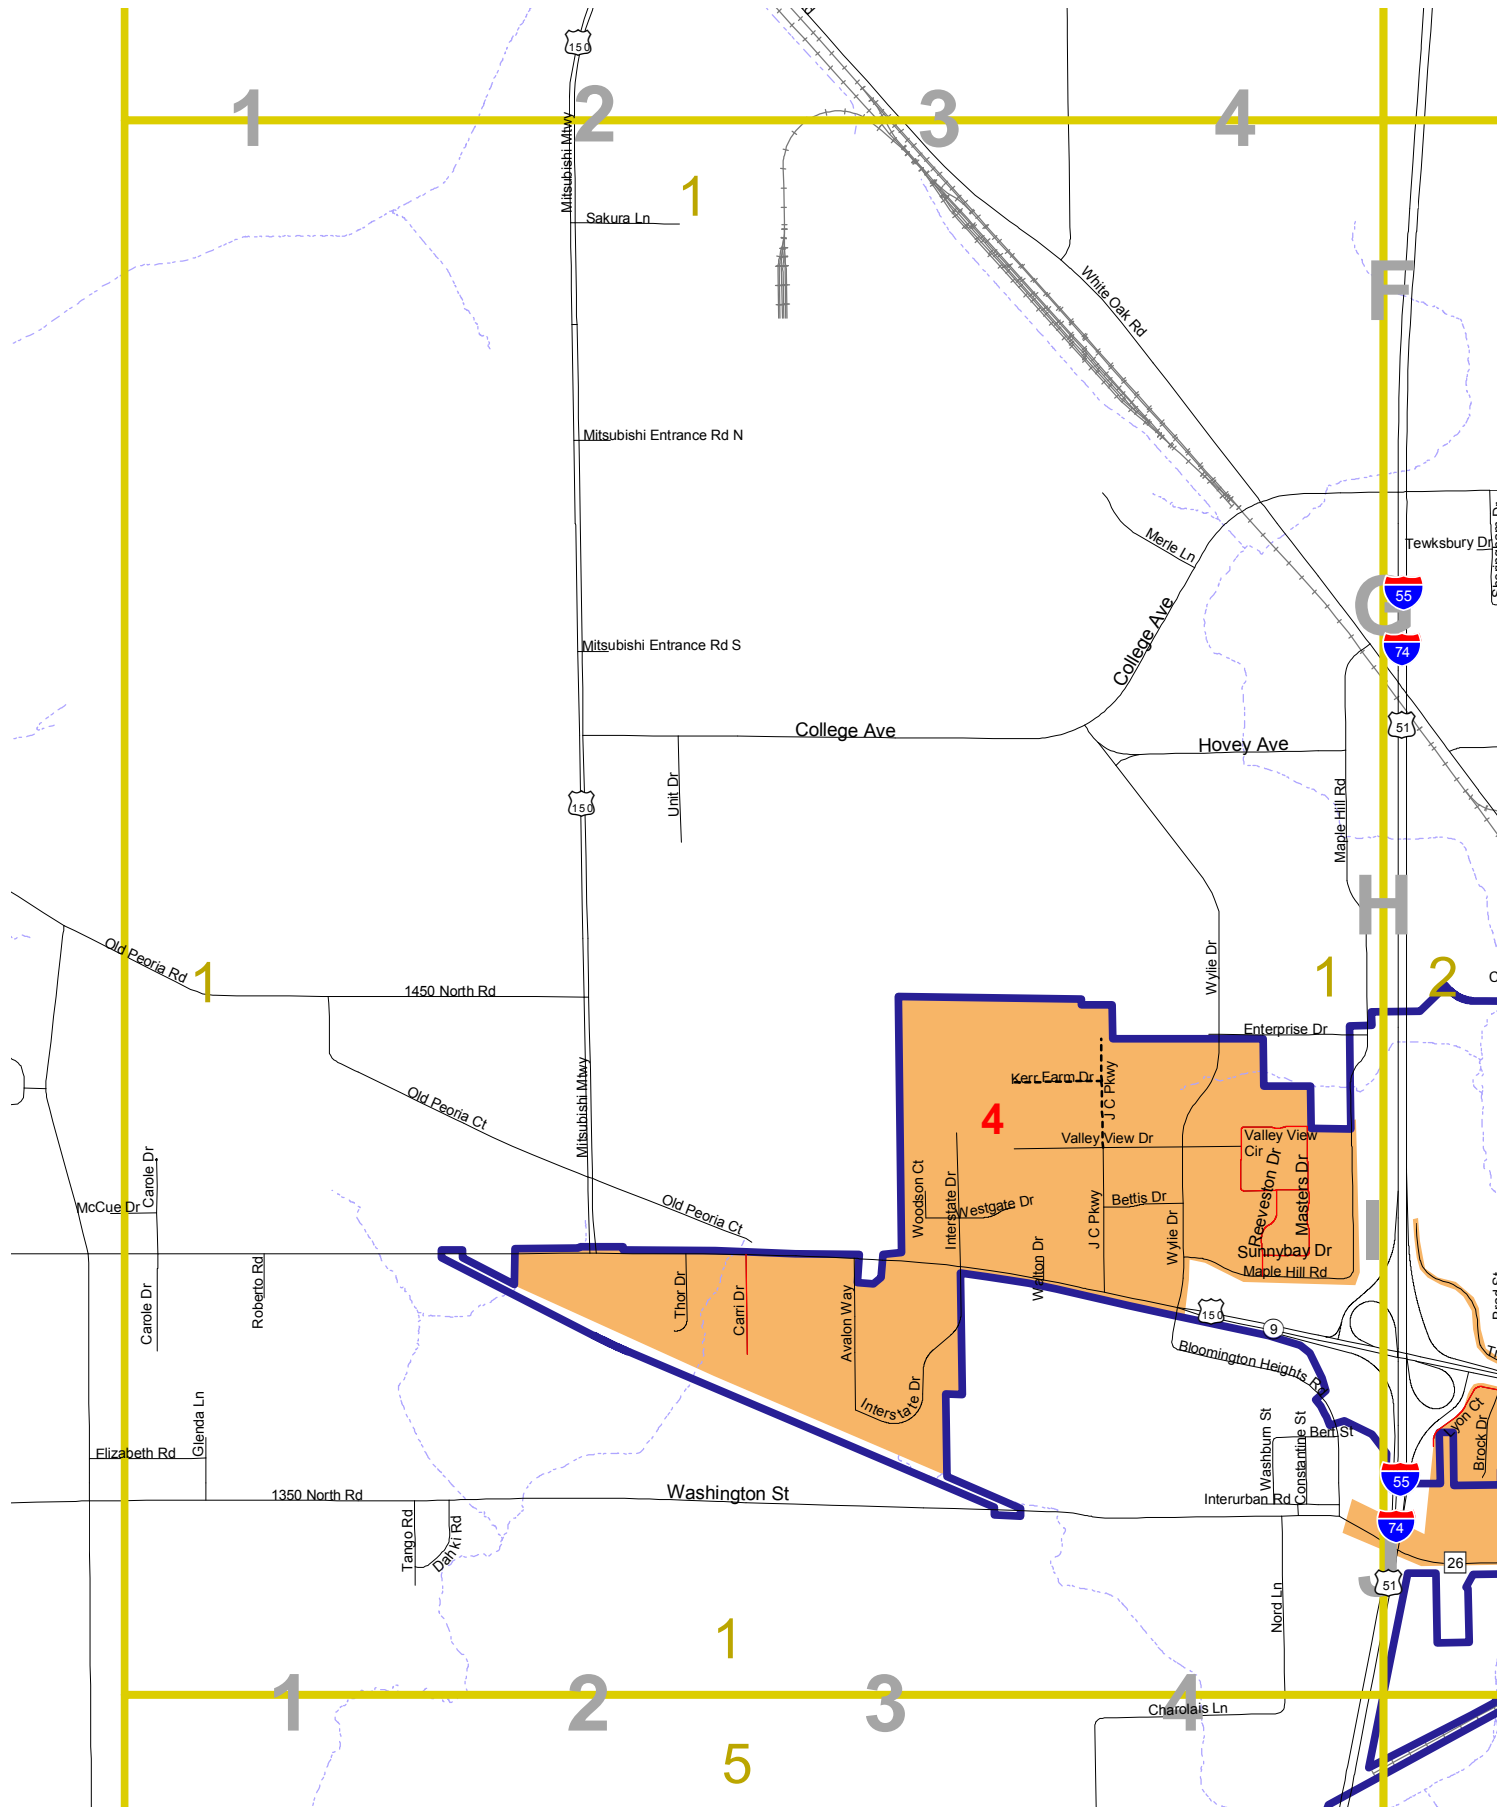 150
1
2
3
4
Mitsubishi Mtwy
1
Sakura Ln
F
White Oak Rd
Mitsubishi Entrance Rd N
Merle Ln
Tewksbury Dr
G
55
College Ave
Mitsubishi Entrance Rd S
74
51
College Ave
Hovey Ave
Unit Dr
150
Maple Hill Rd
H
Old Peoria Rd
1
1450 North Rd
Wylie Dr
1
2
Enterprise Dr
Mitsubishi Mtwy
Kerr Farm Dr
J C Pkwy
Old Peoria Ct
4
Valley View Dr
Valley View
Cir
Carole Dr
McCue Dr
Woodson Ct
Interstate Dr
Westgate Dr
Bettis Dr
Reeveston Dr
Masters Dr
I
Old Peoria Ct
J C Pkwy
Wylie Dr
Sunnybay Dr
Maple Hill Rd
Walton Dr
Roberto Rd
Carole Dr
Thor Dr
Carri Dr
Avalon Way
150
9
Bloomington Heights Rd
Interstate Dr
Glenda Ln
Elizabeth Rd
Washburn St
Constantine St
Bert St
Lyon Ct
Brock Dr
55
1350 North Rd
Washington St
Interurban Rd
74
Tango Rd
Dahki Rd
26
J
51
Nord Ln
1
1
2
3
4
Charolais Ln
5